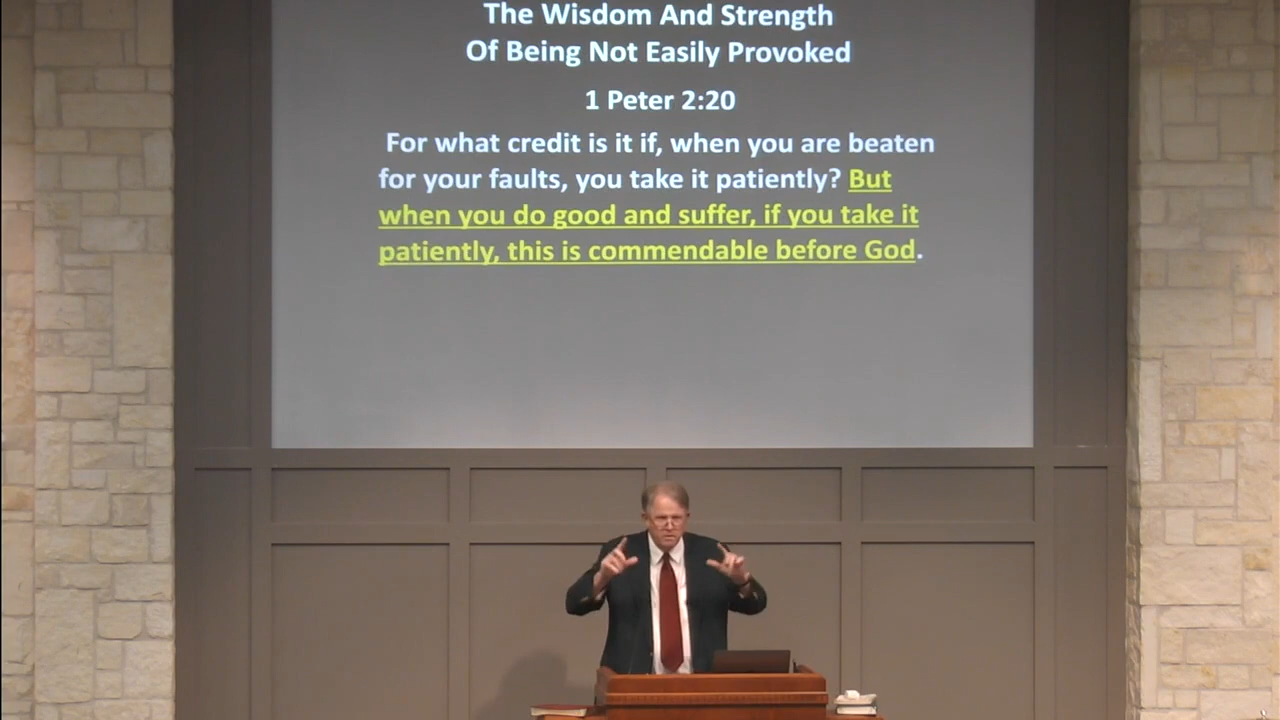 The Wisdom And Strength
Of Being Not Easily Provoked
1 Peter 2:20
For what credit is it if, when you are beaten
for your faults, you take it patiently? But
when you do good and suffer, if you take it
patiently, this is commendable before God.